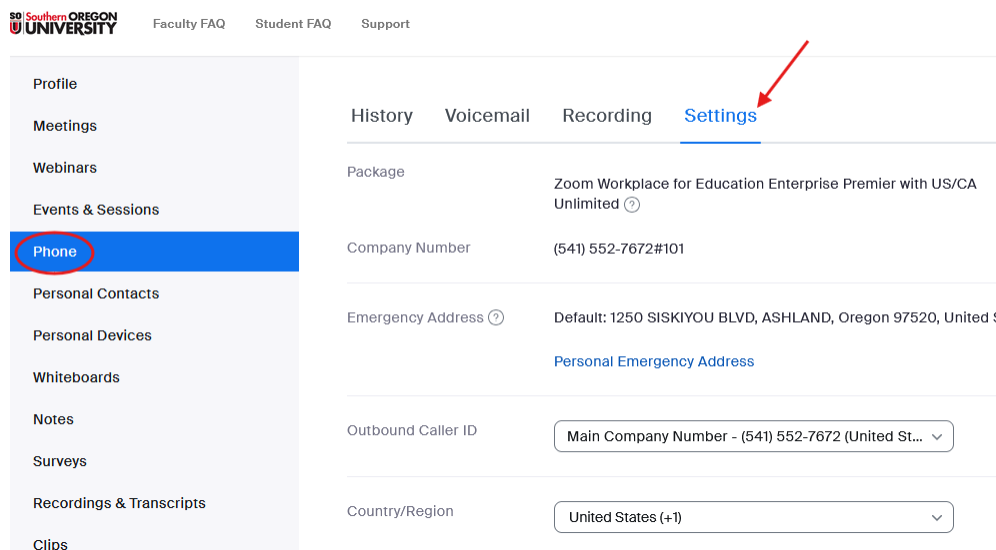 SO Southern OREGON
U UNIVERSITY
Faculty FAQ Student FAQ Support
Profile
Meetings
Webinars
Events & Sessions
Phone
Personal Contacts
Personal Devices
Whiteboards
Notes
Surveys
Recordings & Transcripts
Clips
History Voicemail Recording Settings
Package
Zoom Workplace for Education Enterprise Premier with US/CA
Unlimited ?
Company Number (541) 552-7672#101
Emergency Address ? Default: 1250 SISKIYOU BLVD, ASHLAND, Oregon 97520, United S
Personal Emergency Address
Outbound Caller ID Main Company Number - (541) 552-7672 (United St...
Country/Region United States (+1)